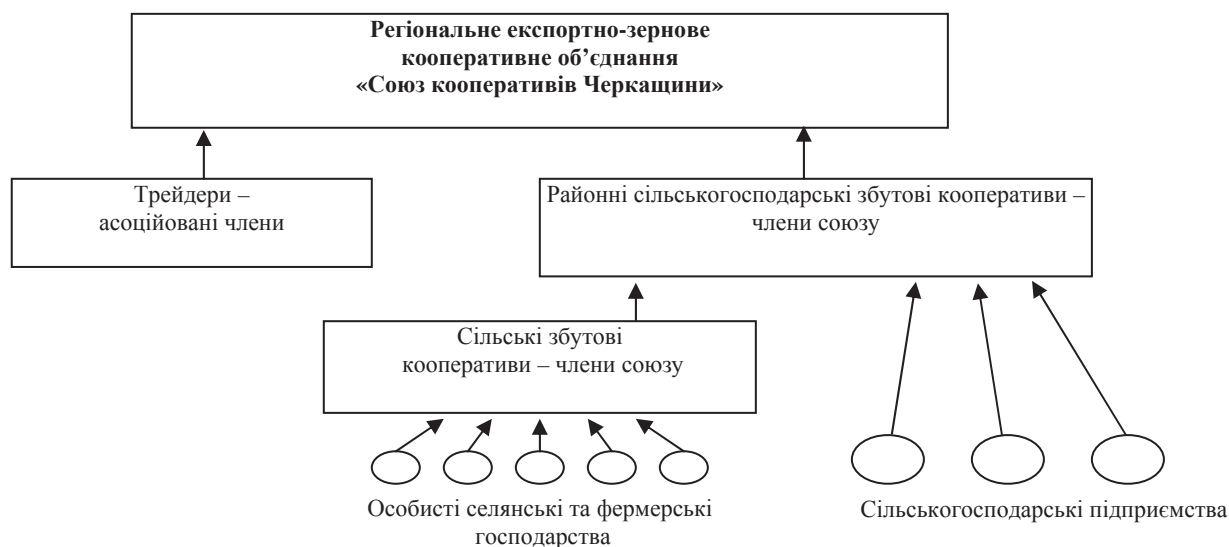 Регіональне експортно-зернове
кооперативне об’єднання
«Союз кооперативів Черкащини»
Трейдери –
асоційовані члени
Районні сільськогосподарські збутові кооперативи –
члени союзу
Сільські збутові
кооперативи – члени союзу
Особисті селянські та фермерські
господарства
Сільськогосподарські підприємства